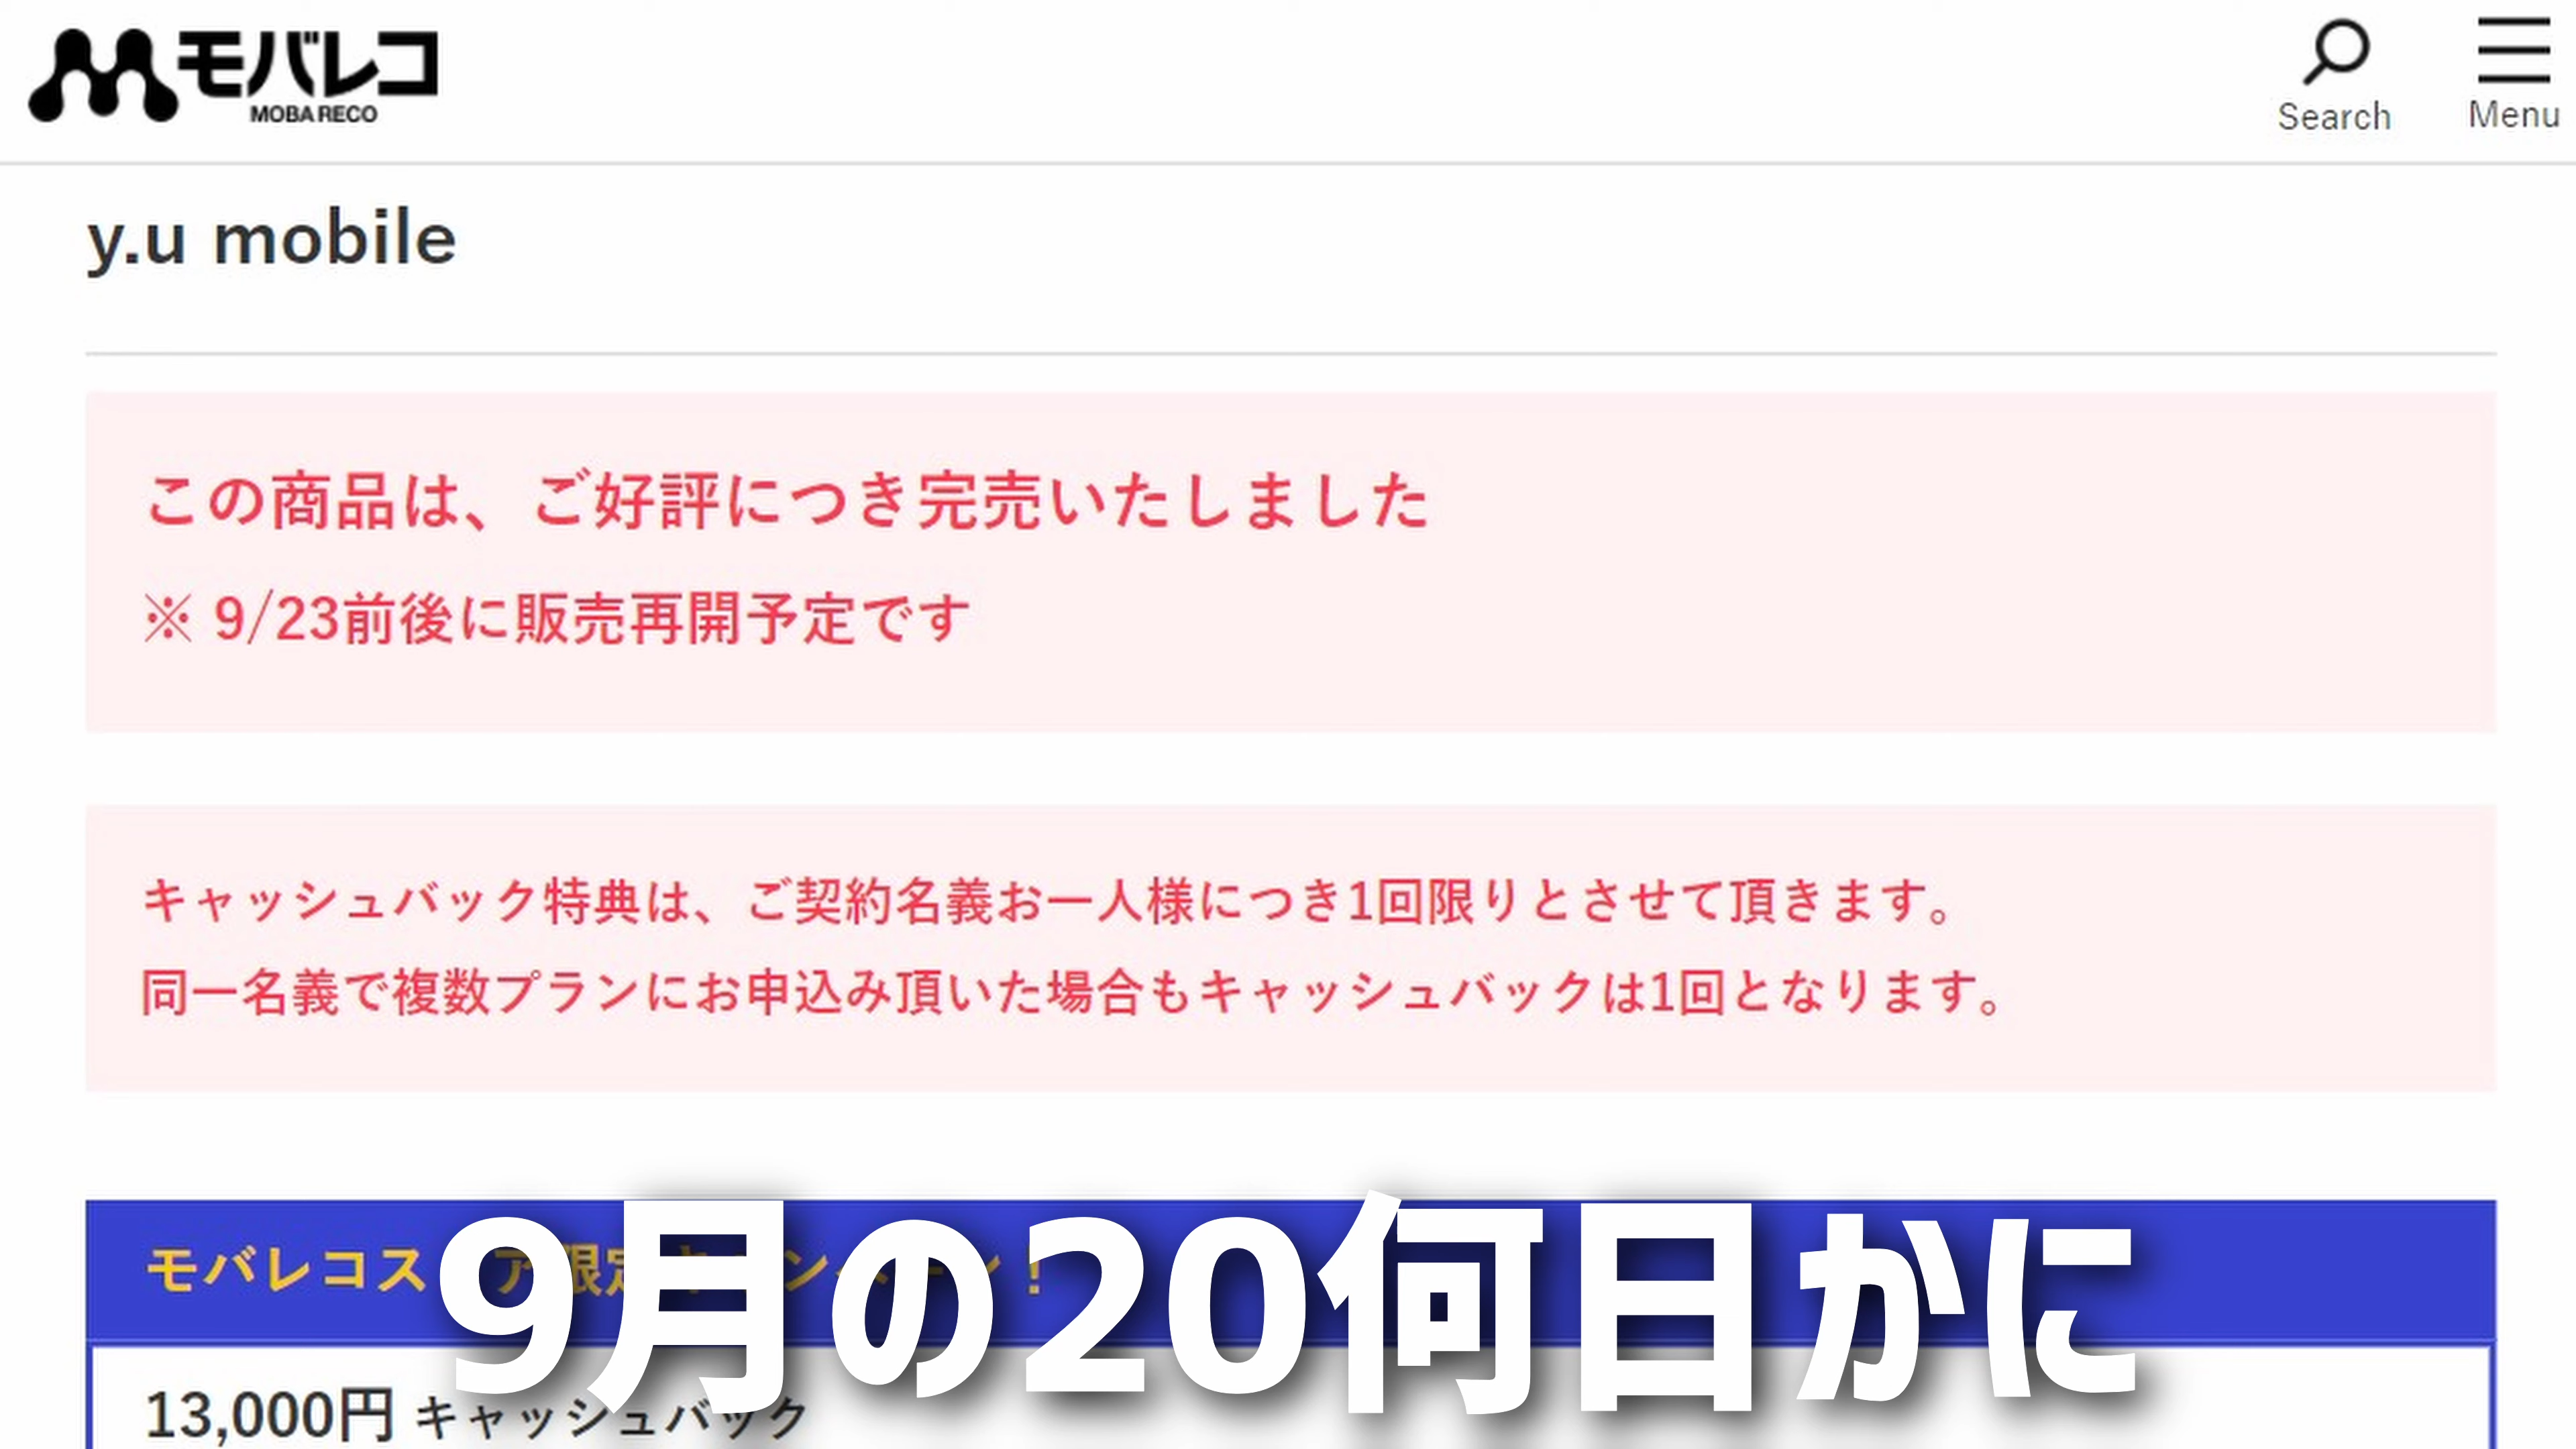 モバレコ
MOBA RECO
Search
Menu
y.u mobile
この商品は、ご好評につき完売いたしました
※ 9/23前後に販売再開予定です
キャッシュバック特典は、ご契約名義お一人様につき1回限りとさせて頂きます。
同一名義で複数プランにお申込み頂いた場合もキャッシュバックは1回となります。
モバレコス ア限定 ！
9月の20何日かに
13,000円 キャッシュバック